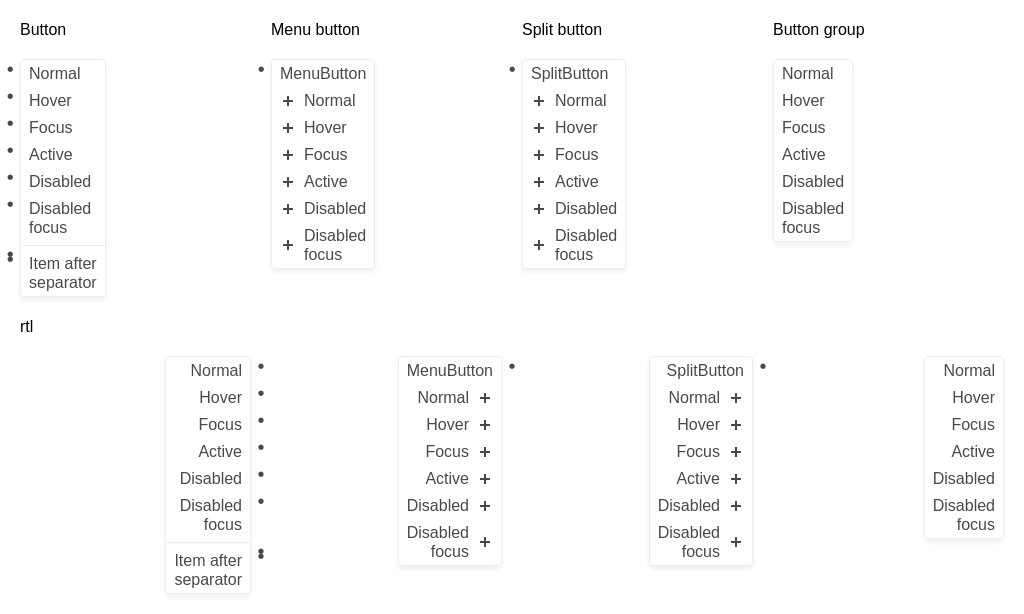 Button
Normal
Hover
Focus
Active
Disabled
Disabled
focus
Item after
separator
Menu button
MenuButton
Normal
Hover
Focus
Active
Disabled
Disabled
focus
Split button
SplitButton
Normal
Hover
Focus
Active
Disabled
Disabled
focus
Button group
Normal
Hover
Focus
Active
Disabled
Disabled
focus
rtl
Normal
Hover
Focus
Active
Disabled
Disabled
focus
Item after
separator
MenuButton
Normal
Hover
Focus
Active
Disabled
Disabled
focus
SplitButton
Normal
Hover
Focus
Active
Disabled
Disabled
focus
Normal
Hover
Focus
Active
Disabled
Disabled
focus